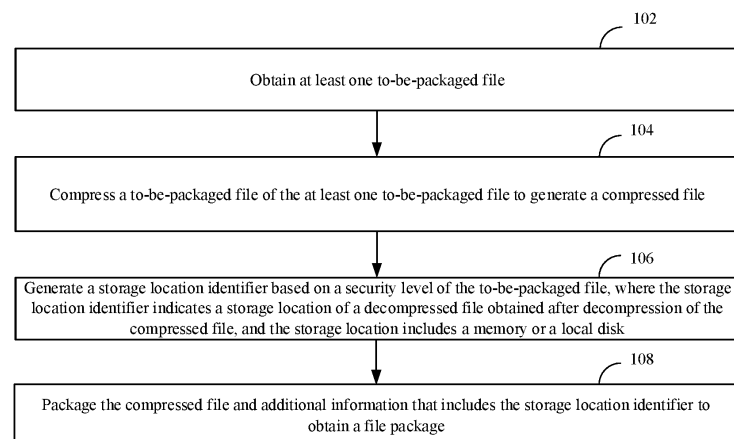 102
Obtain at least one to-be-packaged file
104
Compress a to-be-packaged file of the at least one to-be-packaged file to generate a compressed file
106
Generate a storage location identifier based on a security level of the to-be-packaged file, where the storage
location identifier indicates a storage location of a decompressed file obtained after decompression of the
compressed file, and the storage location includes a memory or a local disk
108
Package the compressed file and additional information that includes the storage location identifier to
obtain a file package